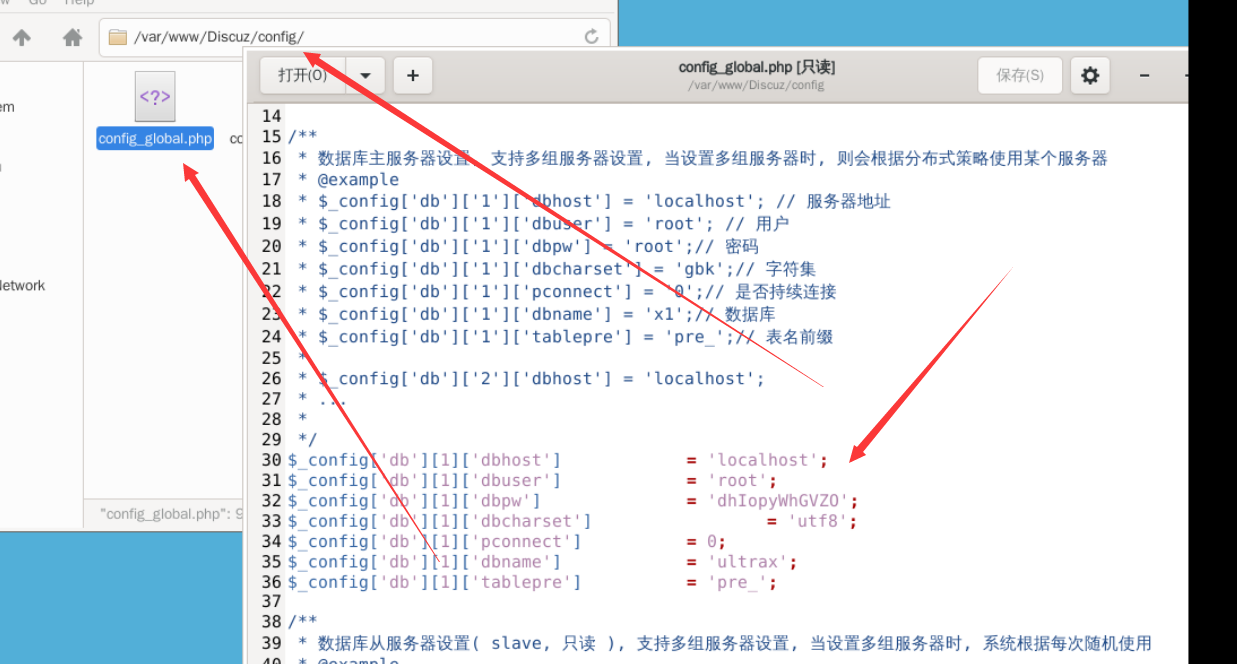 Go Help
/var/www/Discuz/config/
em
etwork
<?>
config_global.php
"config_global.php": 9
打开(O)
config_global.php [只读]
/var/www/Discuz/config
保存(S)
14
15 /**
16 * 数据库主服务器设置, 支持多组服务器设置, 当设置多组服务器时, 则会根据分布式策略使用某个服务器
17 * @example
18 * $_config['db']['1']['dbhost'] = 'localhost'; // 服务器地址
19 * $_config['db']['1']['dbuser'] = 'root'; // 用户
20 * $_config['db']['1']['dbpw'] = 'root';// 密码
21 * $_config['db']['1']['dbcharset'] = 'gbk';// 字符集
22 * $_config['db']['1']['pconnect'] = '0';// 是否持续连接
23 * $_config['db']['1']['dbname'] = 'x1';// 数据库
24 * $_config['db']['1']['tablepre'] = 'pre_';// 表名前缀
25 *
26 * $_config['db']['2']['dbhost'] = 'localhost';
27 * ...
28 *
29 */
30 $_config['db'][1]['dbhost'] = 'localhost';
31 $_config['db'][1]['dbuser'] = 'root';
32 $_config['db'][1]['dbpw'] = 'dhIopyWhGVZO';
33 $_config['db'][1]['dbcharset'] = 'utf8';
34 $_config['db'][1]['pconnect'] = 0;
35 $_config['db'][1]['dbname'] = 'ultrax';
36 $_config['db'][1]['tablepre'] = 'pre_';
37
38 /**
39 * 数据库从服务器设置( slave, 只读 ), 支持多组服务器设置, 当设置多组服务器时, 系统根据每次随机使用
40 * @example